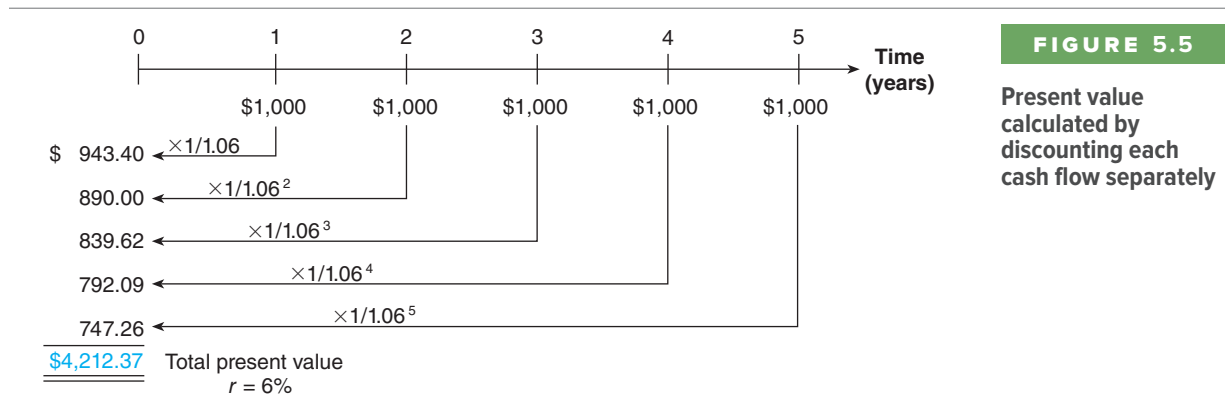 0 1 2 3 4 5
Time
(years)
$1,000 $1,000 $1,000 $1,000 $1,000
$ 943.40 ×1/1.06
890.00 ×1/1.06²
839.62 ×1/1.06³
792.09 ×1/1.06⁴
747.26 ×1/1.06⁵
$4,212.37 Total present value
r = 6%
FIGURE 5.5
Present value
calculated by
discounting each
cash flow separately